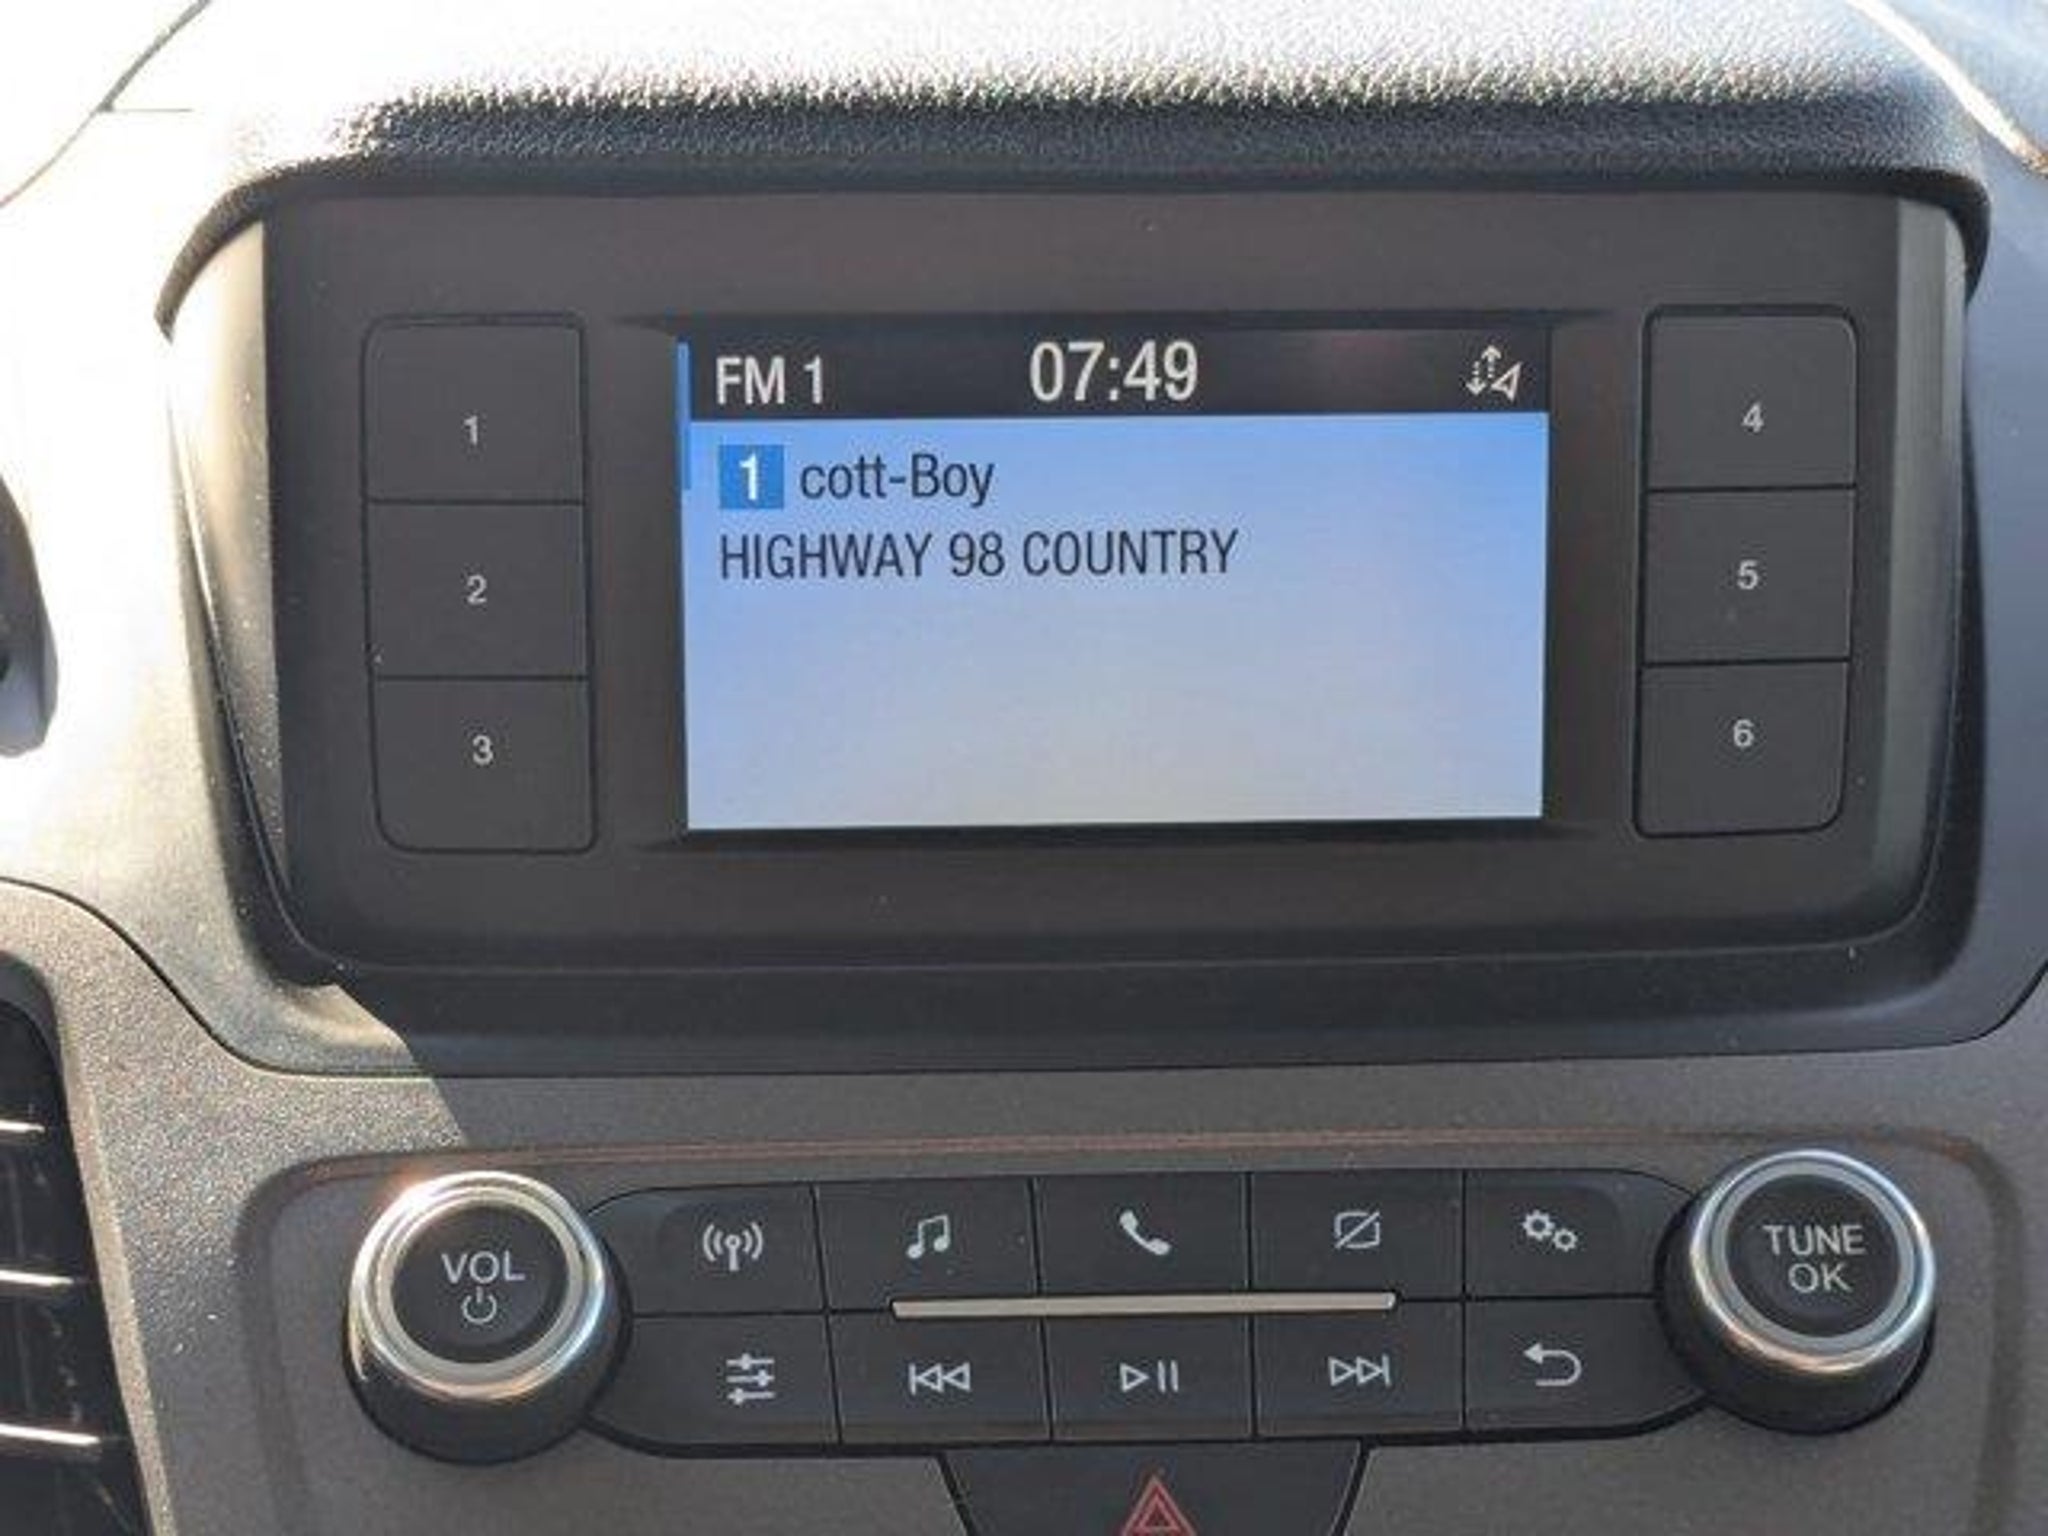 FM 1 07:49
1 cott-Boy
HIGHWAY 98 COUNTRY
1
2
3
4
5
6
VOL
TUNE
OK